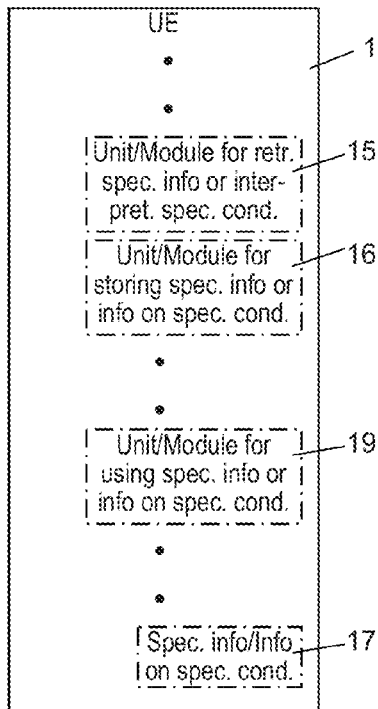 UE
1
Unit/Module for retr.
spec. info or inter-
pret. spec. cond.
15
Unit/Module for
storing spec. info or
info on spec. cond.
16
Unit/Module for
using spec. info or
info on spec. cond.
19
Spec. info/Info
on spec. cond.
17